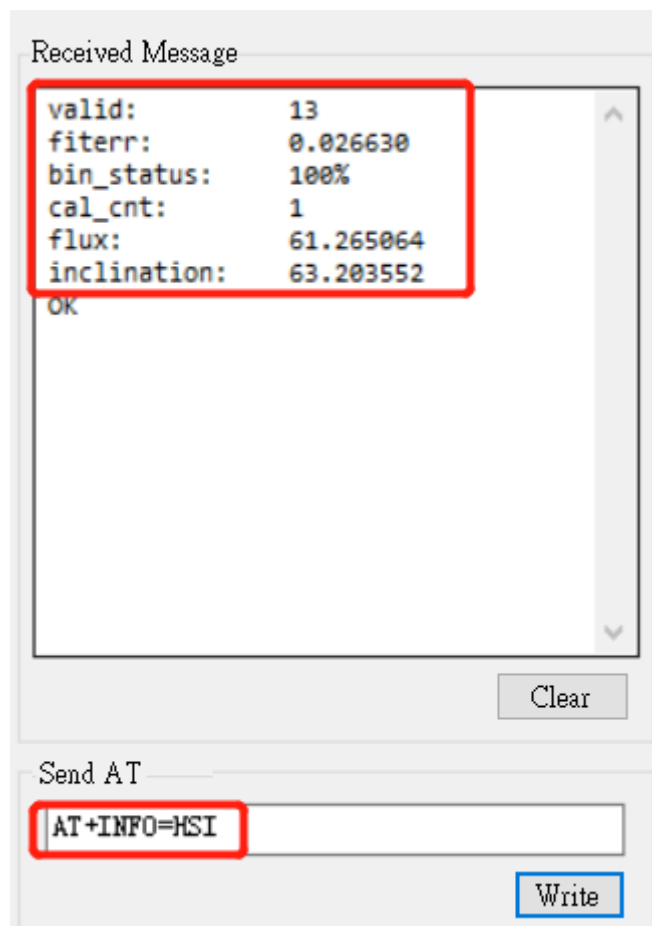 Received Message
valid: 13
fiterr: 0.026630
bin_status: 100%
cal_cnt: 1
flux: 61.265064
inclination: 63.203552
OK
Clear
Send AT
AT+INFO=HSI
Write